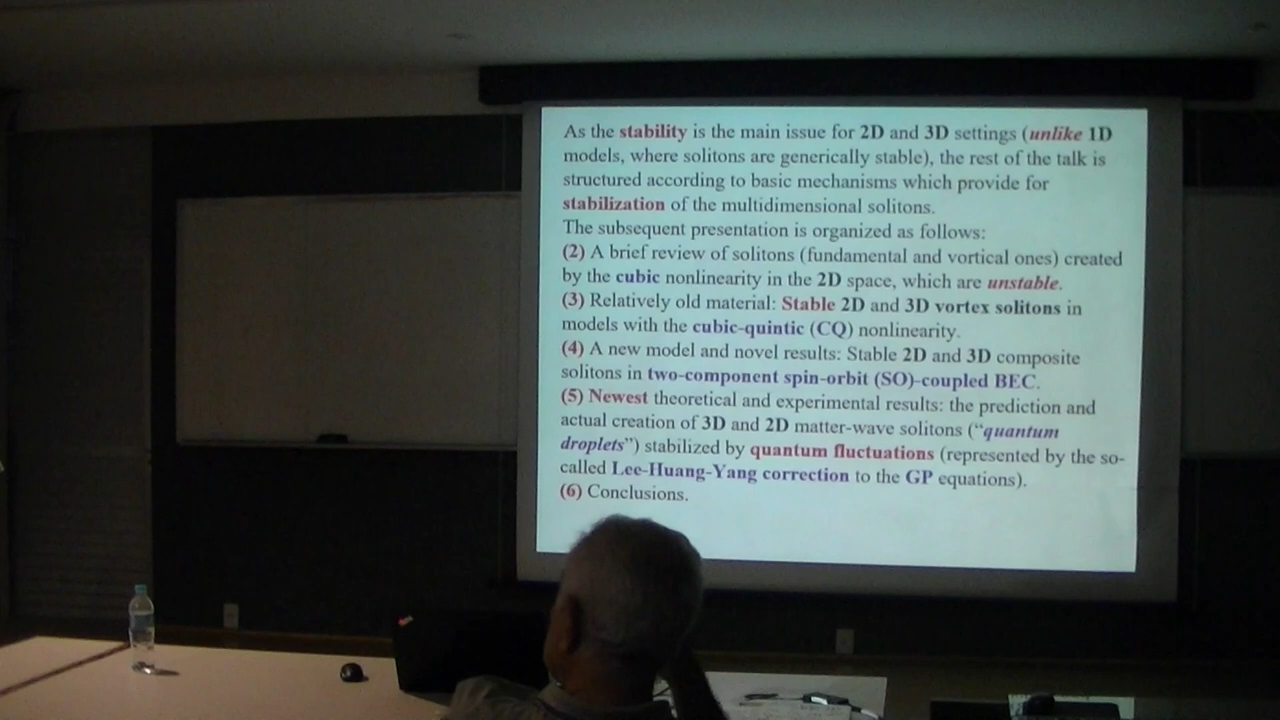 As the stability is the main issue for 2D and 3D settings (unlike 1D
models, where solitons are generically stable), the rest of the talk is
structured according to basic mechanisms which provide for
stabilization of the multidimensional solitons.
The subsequent presentation is organized as follows:
(2) A brief review of solitons (fundamental and vortical ones) created
by the cubic nonlinearity in the 2D space, which are unstable.
(3) Relatively old material: Stable 2D and 3D vortex solitons in
models with the cubic-quintic (CQ) nonlinearity.
(4) A new model and novel results: Stable 2D and 3D composite
solitons in two-component spin-orbit (SO)-coupled BEC.
(5) Newest theoretical and experimental results: the prediction and
actual creation of 3D and 2D matter-wave solitons (“quantum
droplets”) stabilized by quantum fluctuations (represented by the so-
called Lee-Huang-Yang correction to the GP equations).
(6) Conclusions.